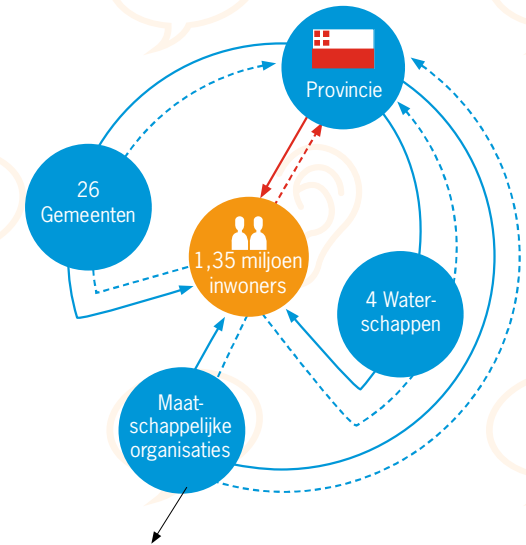 Provincie
26
Gemeenten
1,35 miljoen
inwoners
4 Water-
schappen
Maat-
schappelijke
organisaties